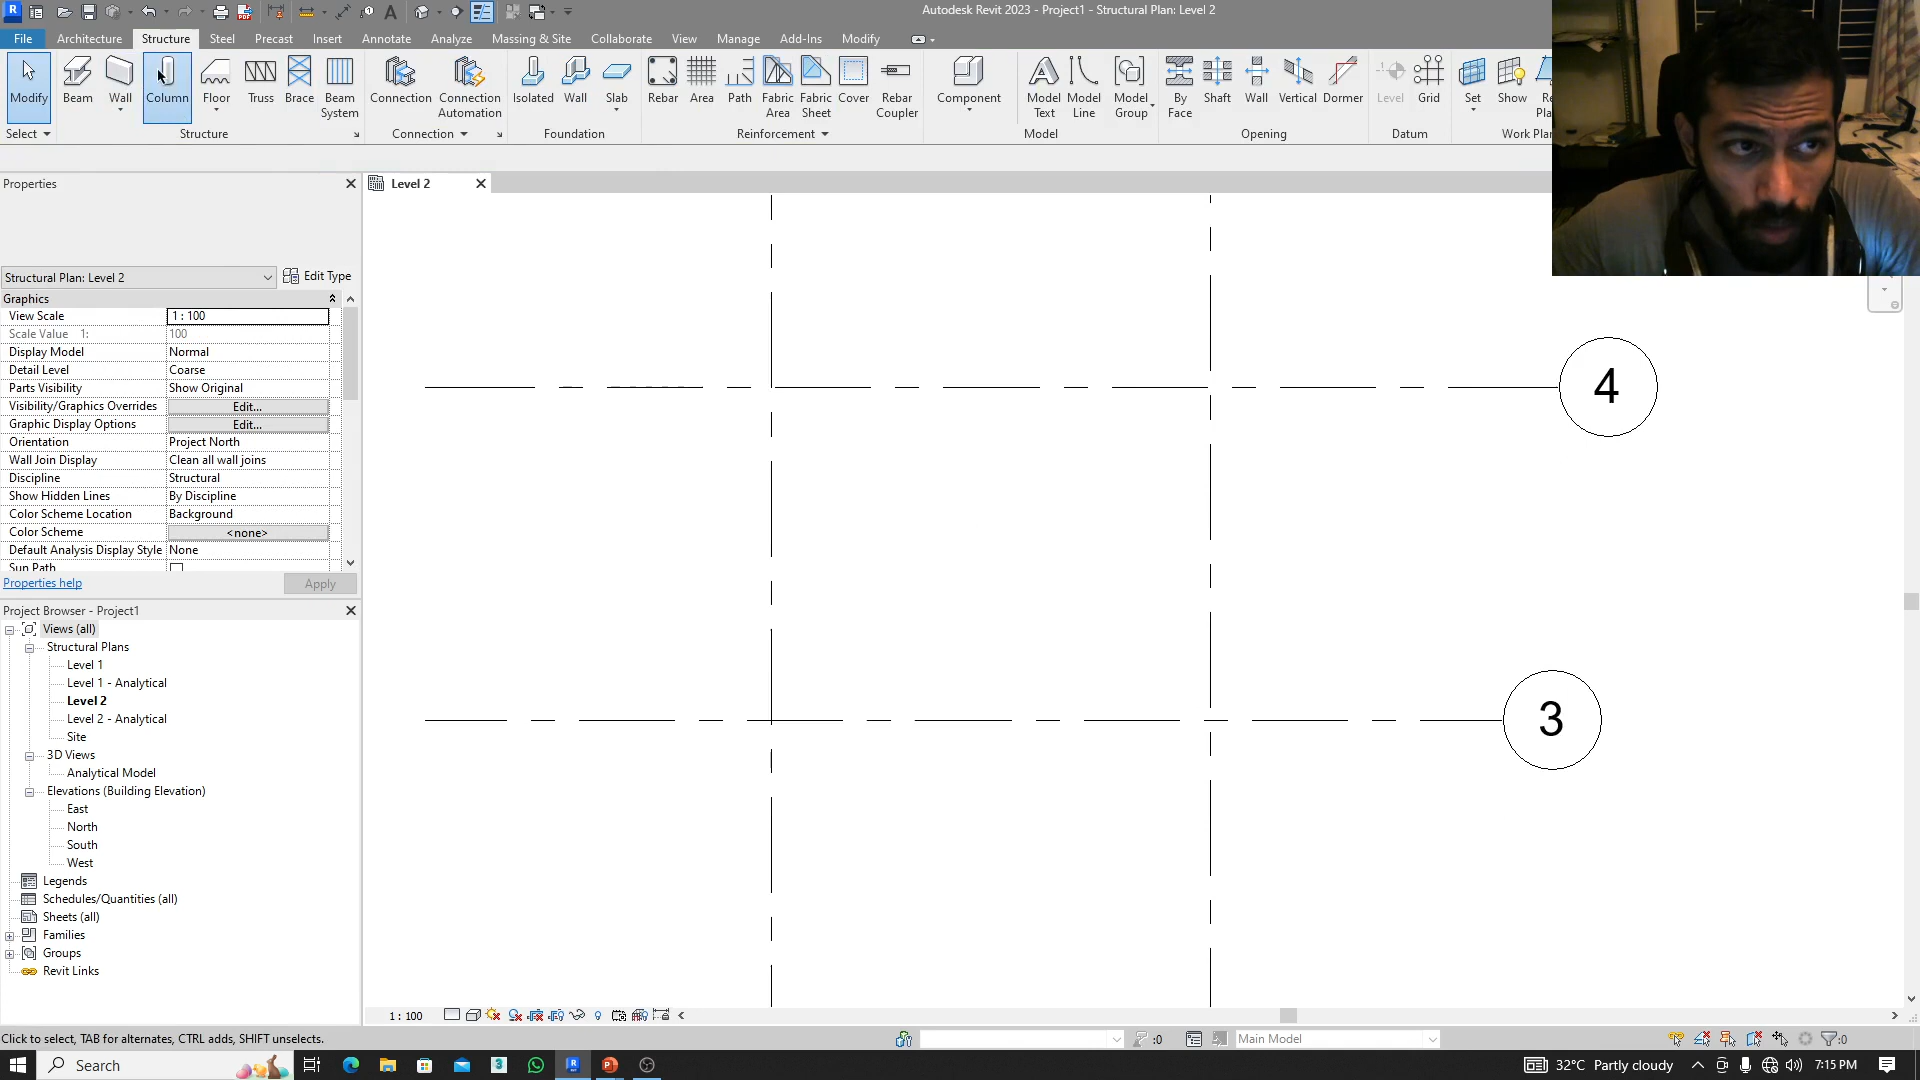 Autodesk Revit 2023 - Project1 - Structural Plan: Level 2
File Architecture Structure Steel Precast Insert Annotate Analyze Massing & Site Collaborate View Manage Add-Ins Modify
Modify Beam Wall Column Floor Truss Brace Beam System Connection Connection Automation Isolated Wall Slab Rebar Area Path Fabric Area Fabric Sheet Cover Rebar Coupler Component Model Text Model Line Model Group By Face Shaft Wall Vertical Dormer Level Grid Set Show
Select Structure Connection Foundation Reinforcement Model Opening Datum Work
Properties
Level 2
Structural Plan: Level 2
Edit Type
Graphics
View Scale 1 : 100
Scale Value 1: 100
Display Model Normal
Detail Level Coarse
Parts Visibility Show Original
Visibility/Graphics Overrides Edit...
Graphic Display Options Edit...
Orientation Project North
Wall Join Display Clean all wall joins
Discipline Structural
Show Hidden Lines By Discipline
Color Scheme Location Background
Color Scheme <none>
Default Analysis Display Style None
Sun Path
Properties help Apply
Project Browser - Project1
Views (all)
Structural Plans
Level 1
Level 1 - Analytical
Level 2
Level 2 - Analytical
Site
3D Views
Analytical Model
Elevations (Building Elevation)
East
North
South
West
Legends
Schedules/Quantities (all)
Sheets (all)
Families
Groups
Revit Links
4
3
1 : 100
Click to select, TAB for alternates, CTRL adds, SHIFT unselects.
:0
Main Model
:0
Search
32°C Partly cloudy
7:15 PM